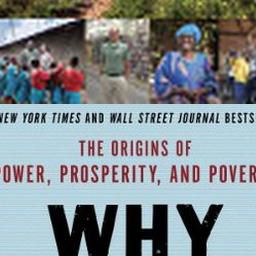 NEW YORK TIMES AND WALL STREET JOURNAL BESTS
THE ORIGINS OF
POWER, PROSPERITY, AND POVER
WHY